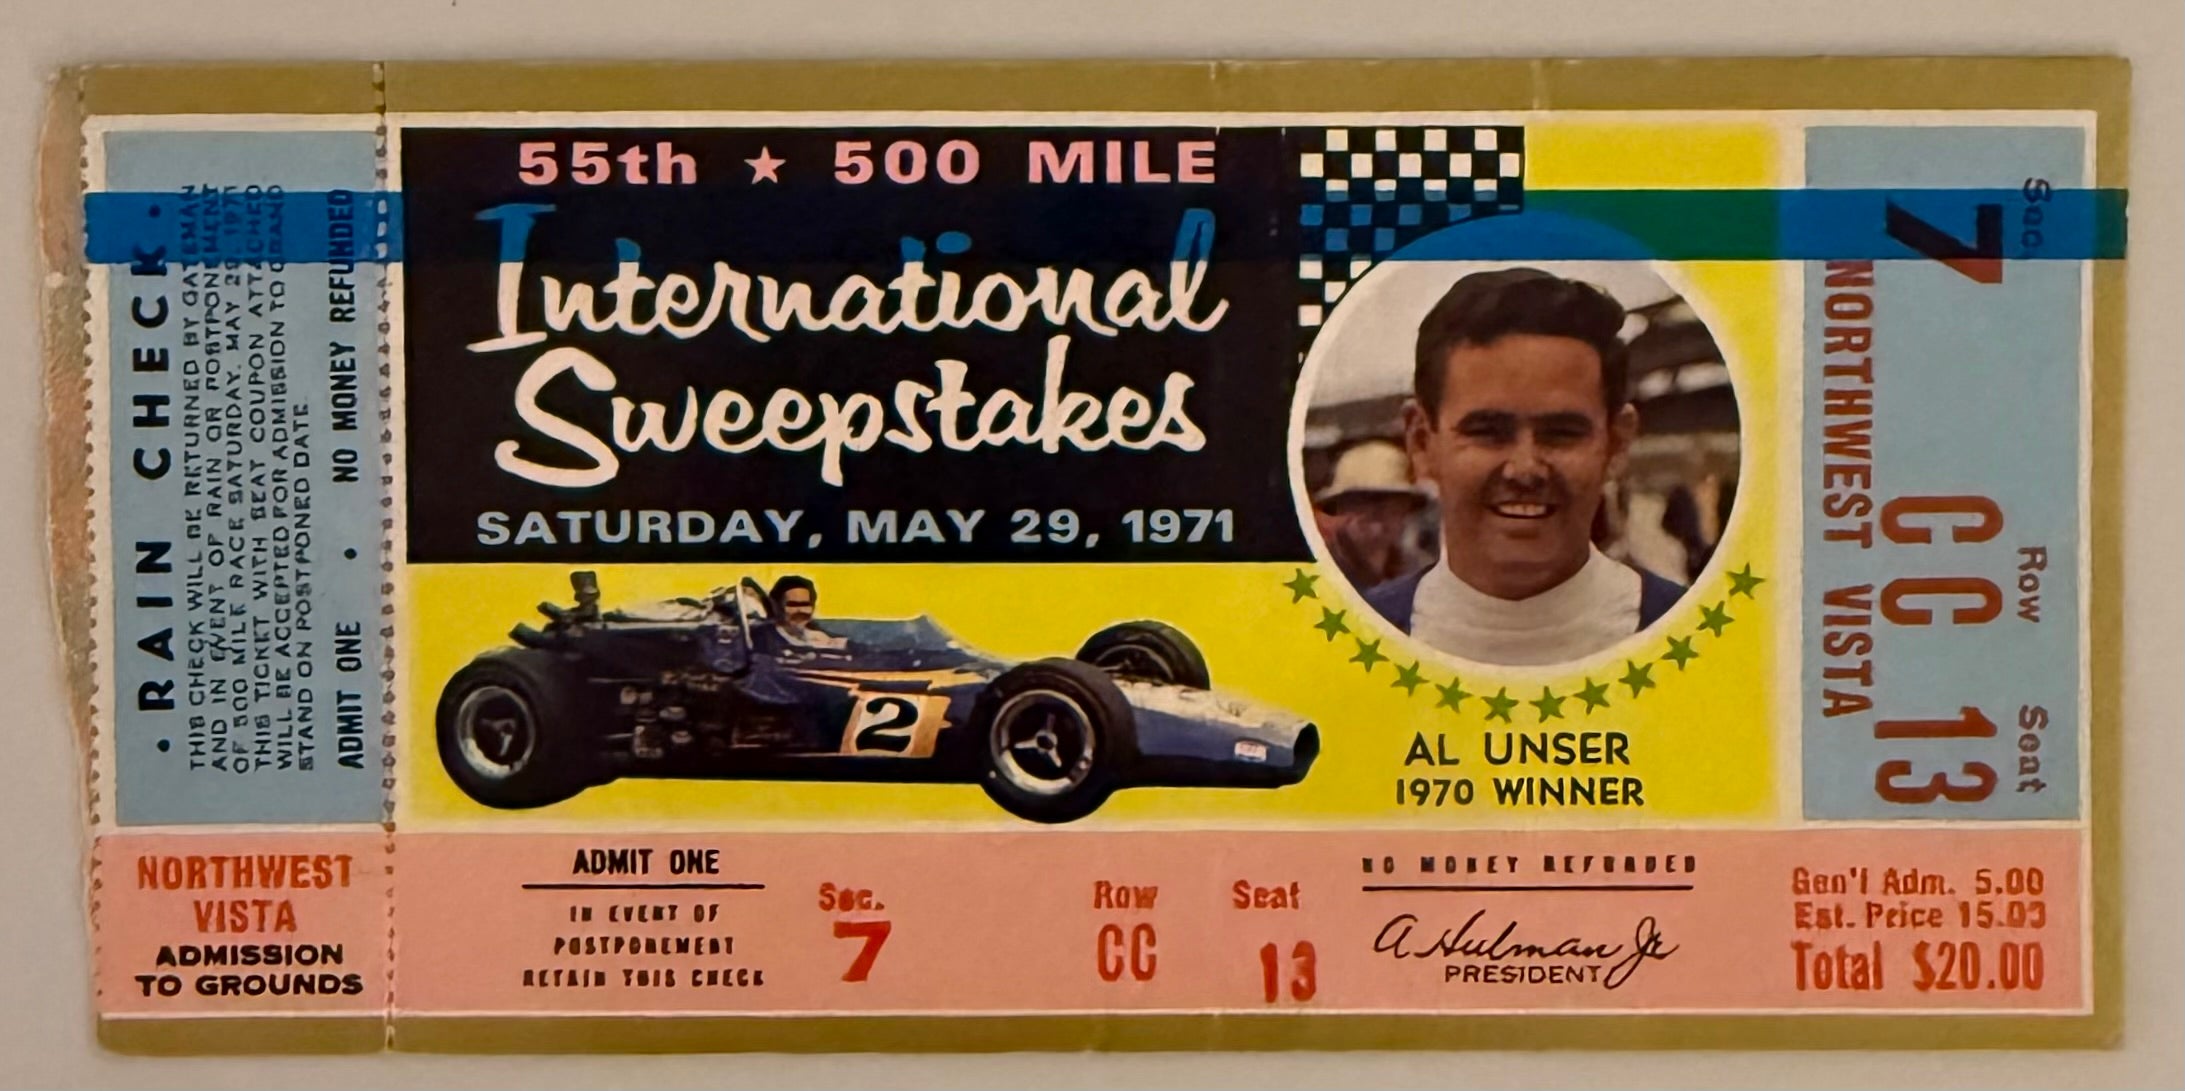 • RAIN CHECK •
THIS CHECK WILL BE RETURNED BY GATEMAN
AND IN EVENT OF RAIN OR POSTPONEMENT
OF 500 MILE RACE SATURDAY, MAY 29, 1971
THIS TICKET WITH SEAT COUPON ATTACHED
WILL BE ACCEPTED FOR ADMISSION TO GRAND
STAND ON POSTPONED DATE.
ADMIT ONE • NO MONEY REFUNDED
NORTHWEST
VISTA
ADMISSION
TO GROUNDS
55th ★ 500 MILE
International
Sweepstakes
SATURDAY, MAY 29, 1971
2
AL UNSER
1970 WINNER
Sec. Row Seat
7 CC 13
NORTHWEST VISTA
ADMIT ONE
IN EVENT OF
POSTPONEMENT
RETAIN THIS CHECK
Sec. Row Seat
7 CC 13
NO MONEY REFUNDED
A Hulman Jr
PRESIDENT
Gen'l Adm. 5.00
Est. Price 15.00
Total $20.00